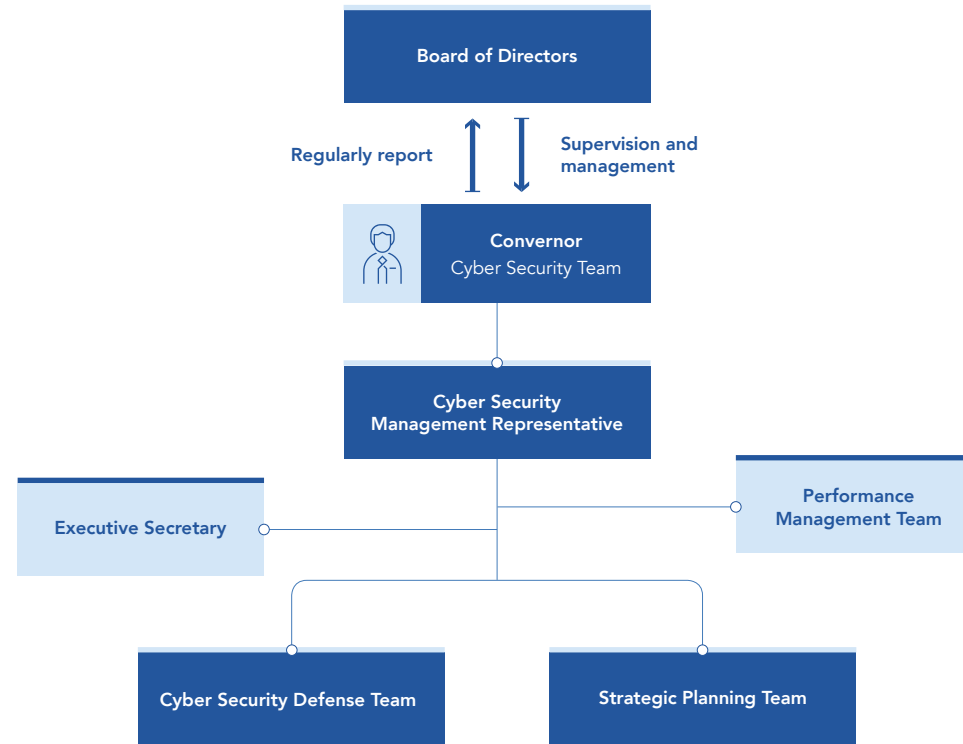 Board of Directors
Regularly report
Supervision and
management
Convernor
Cyber Security Team
Cyber Security
Management Representative
Executive Secretary
Performance
Management Team
Cyber Security Defense Team
Strategic Planning Team